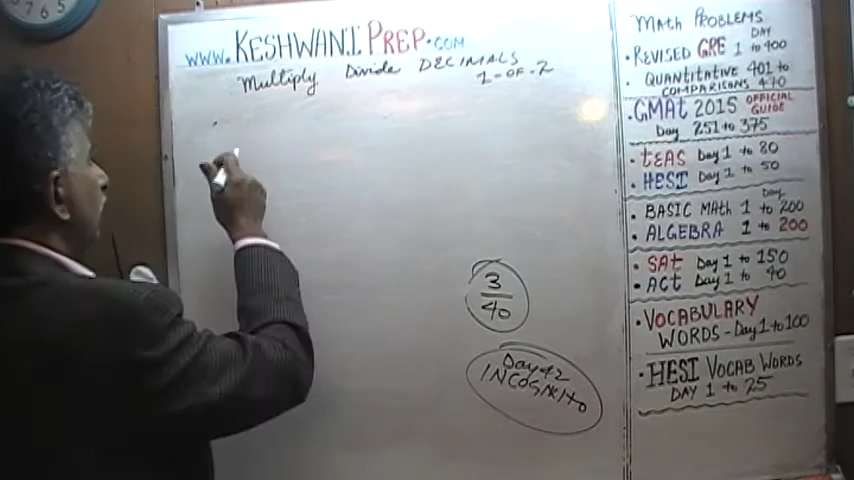 7 6 5
www.KESHWANI PREP.COM
Multiply Divide DECIMALS
1-OF-2
3
40
Day 42
INCOGNITO
MATH PROBLEMS
DAY
• REVISED GRE 1 to 400
QUANTITATIVE 401 to
COMPARISONS 470
• GMAT 2015 OFFICIAL GUIDE
Day 251 to 375
• TEAS Day 1 to 80
• HESI Day 1 to 50
Day
• BASIC MATH 1 to 200
• ALGEBRA 1 to 200
• SAT Day 1 to 150
• ACT Day 1 to 90
• VOCABULARY
WORDS - Day 1 to 100
• HESI VOCAB WORDS
DAY 1 to 25